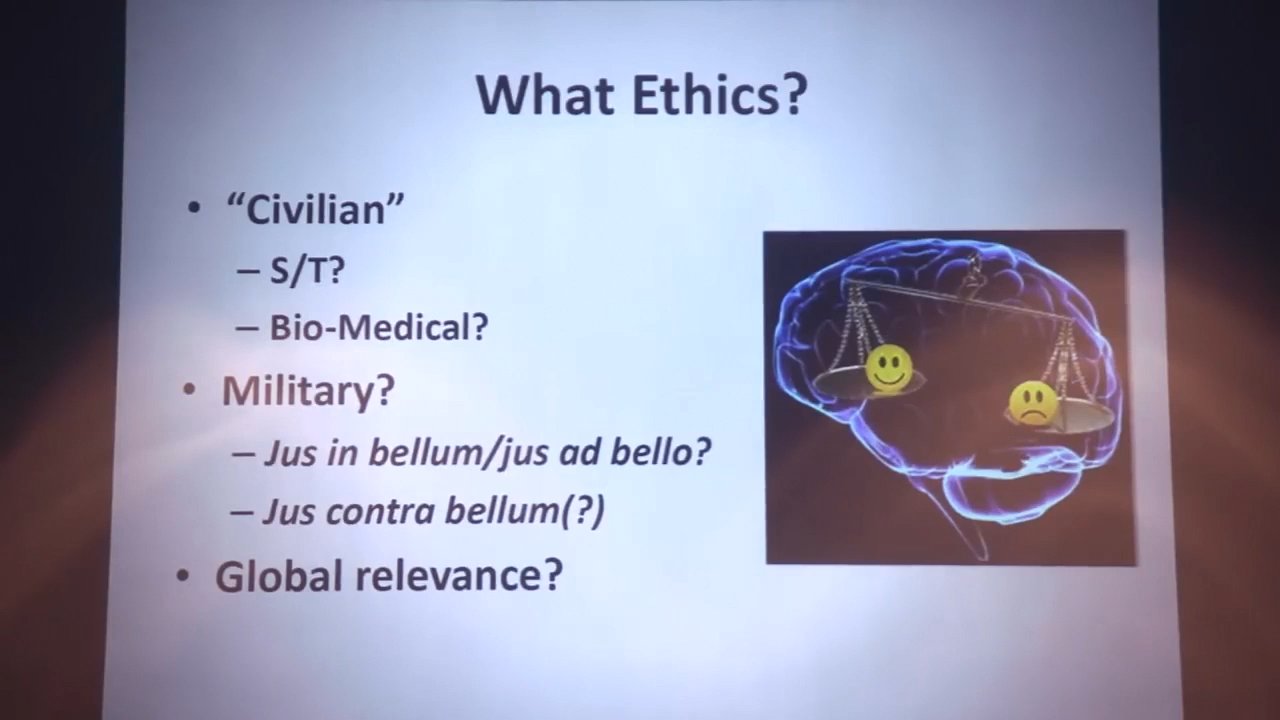 What Ethics?
• “Civilian”
– S/T?
– Bio-Medical?
• Military?
– Jus in bellum/jus ad bello?
– Jus contra bellum(?)
• Global relevance?